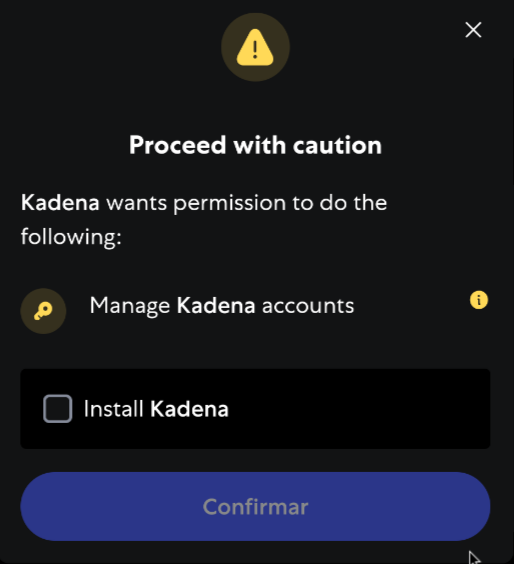 Proceed with caution
Kadena wants permission to do the
following:
Manage Kadena accounts
Install Kadena
Confirmar